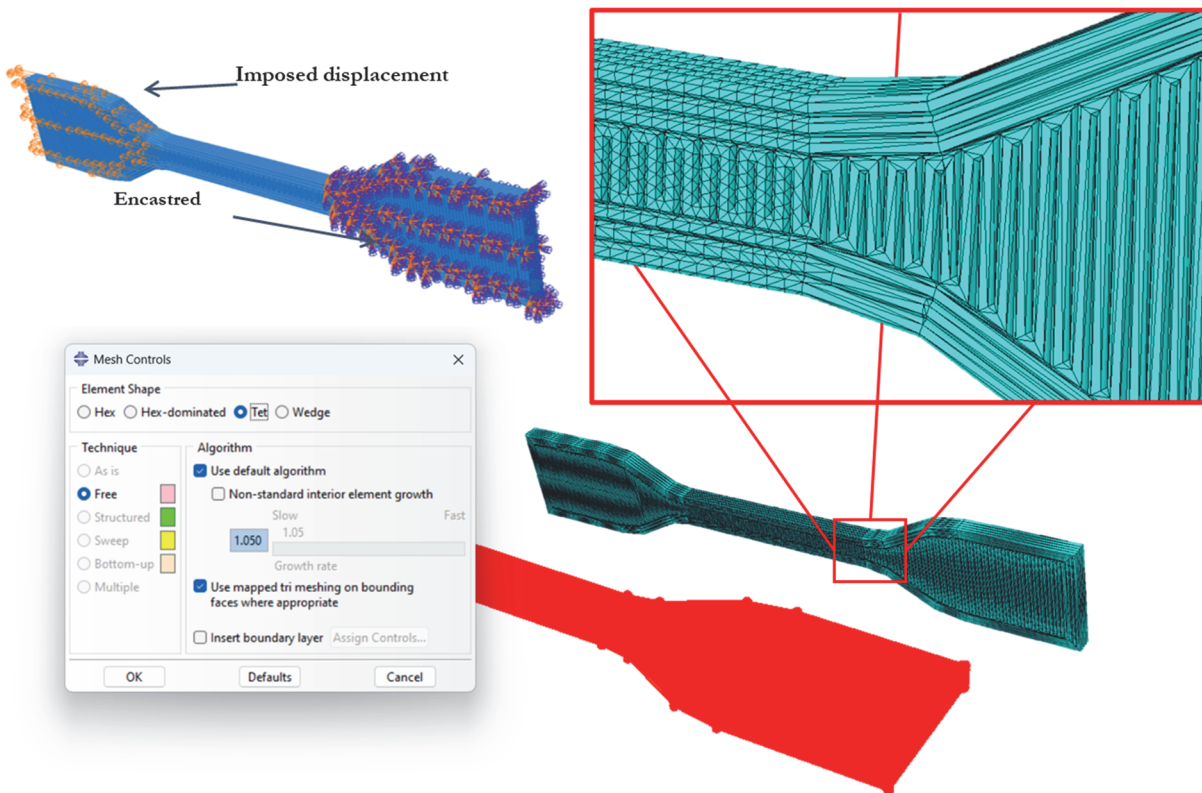 Imposed displacement
Encastred
Mesh Controls
Element Shape
Hex Hex-dominated Tet Wedge
Technique
As is
Free
Structured
Sweep
Bottom-up
Multiple
Algorithm
Use default algorithm
Non-standard interior element growth
Slow Fast
1.05
1.050
Growth rate
Use mapped tri meshing on bounding
faces where appropriate
Insert boundary layer Assign Controls...
OK Defaults Cancel